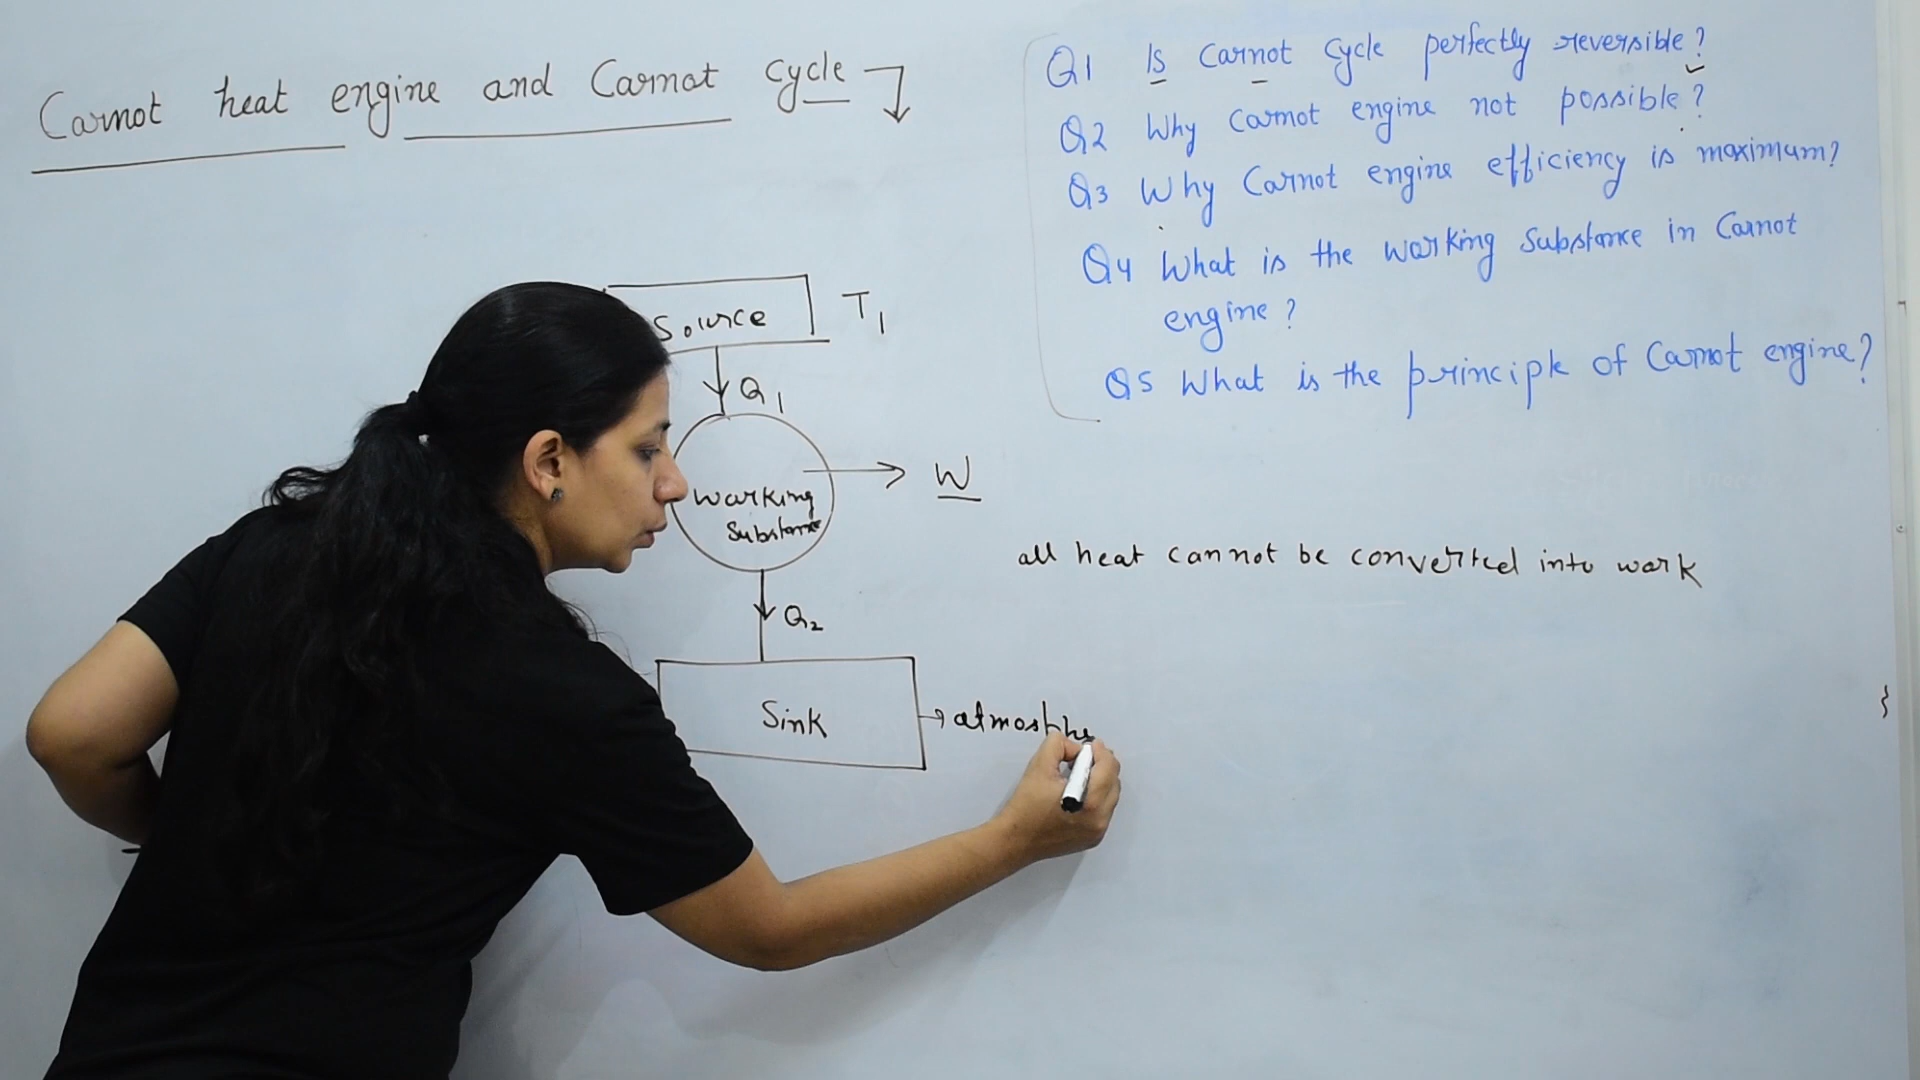 Carnot heat engine and Carnot cycle
Q1 Is Carnot cycle perfectly reversible?
Q2 Why Carnot engine not possible?
Q3 Why Carnot engine efficiency is maximum?
Q4 What is the working substance in Carnot
engine?
Q5 What is the principle of Carnot engine?
Source T1
Q1
Working
Substance
W
Q2
all heat cannot be converted into work
Sink → atmosphe